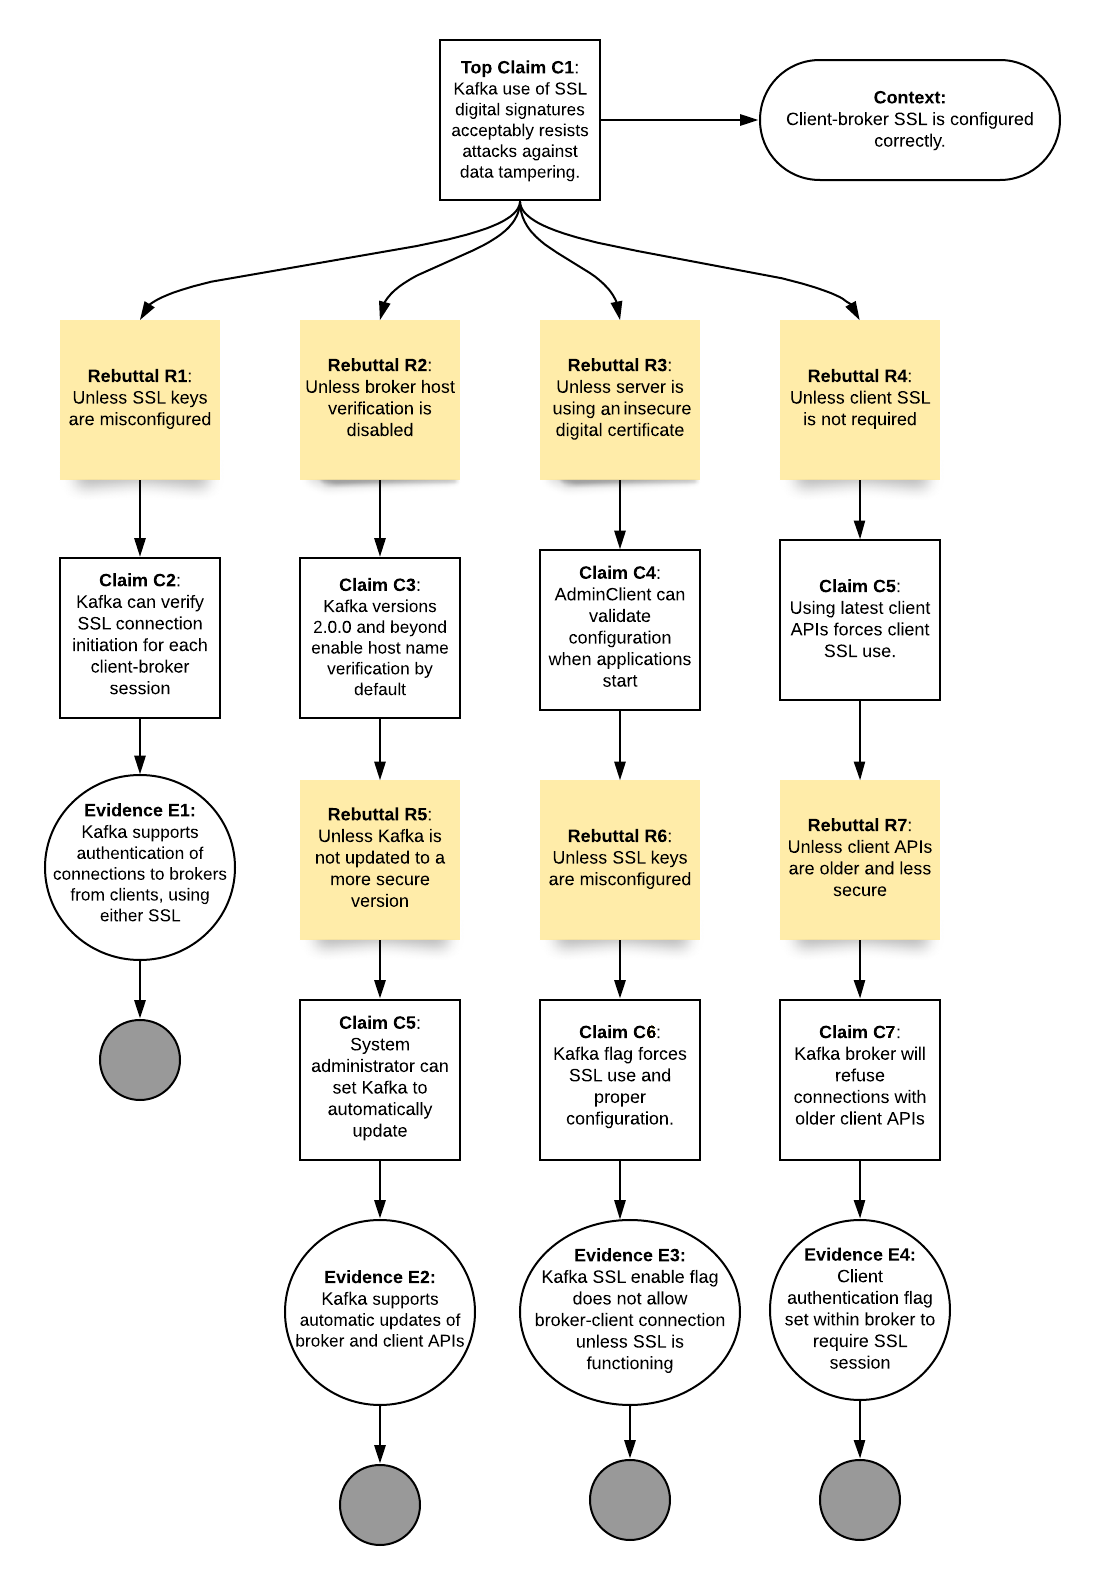 Top Claim C1:
Kafka use of SSL
digital signatures
acceptably resists
attacks against
data tampering.
Context:
Client-broker SSL is configured
correctly.
Rebuttal R1:
Unless SSL keys
are misconfigured
Rebuttal R2:
Unless broker host
verification is
disabled
Rebuttal R3:
Unless server is
using an insecure
digital certificate
Rebuttal R4:
Unless client SSL
is not required
Claim C2:
Kafka can verify
SSL connection
initiation for each
client-broker
session
Claim C3:
Kafka versions
2.0.0 and beyond
enable host name
verification by
default
Claim C4:
AdminClient can
validate
configuration
when applications
start
Claim C5:
Using latest client
APIs forces client
SSL use.
Evidence E1:
Kafka supports
authentication of
connections to brokers
from clients, using
either SSL
Rebuttal R5:
Unless Kafka is
not updated to a
more secure
version
Rebuttal R6:
Unless SSL keys
are misconfigured
Rebuttal R7:
Unless client APIs
are older and less
secure
Claim C5:
System
administrator can
set Kafka to
automatically
update
Claim C6:
Kafka flag forces
SSL use and
proper
configuration.
Claim C7:
Kafka broker will
refuse
connections with
older client APIs
Evidence E2:
Kafka supports
automatic updates of
broker and client APIs
Evidence E3:
Kafka SSL enable flag
does not allow
broker-client connection
unless SSL is
functioning
Evidence E4:
Client
authentication flag
set within broker to
require SSL
session